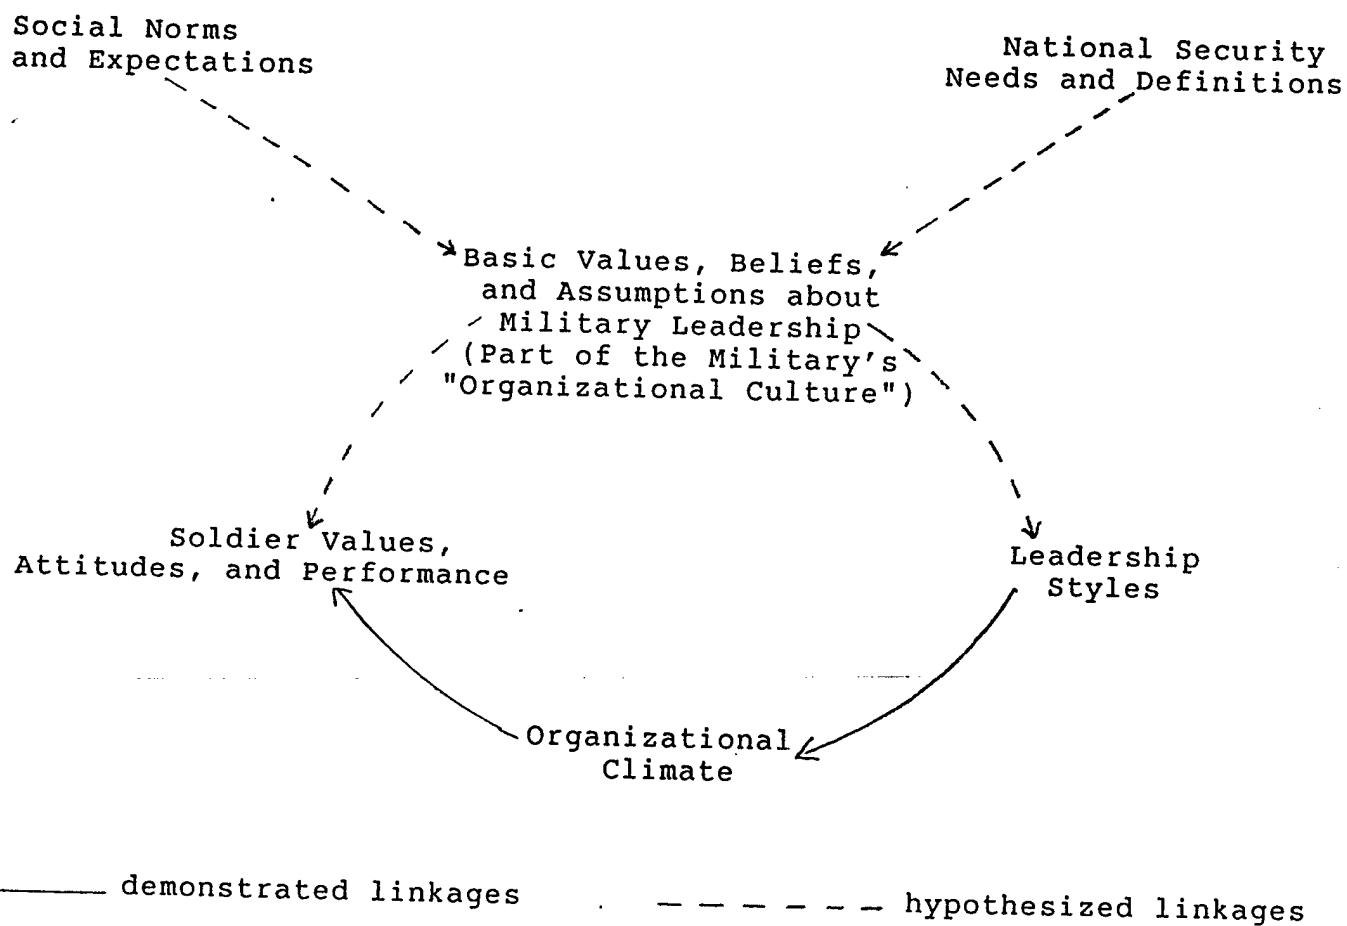 Social Norms
and Expectations
National Security
Needs and Definitions
Basic Values, Beliefs,
and Assumptions about
Military Leadership
(Part of the Military's
"Organizational Culture")
Soldier Values,
Attitudes, and Performance
Leadership
Styles
Organizational
Climate
demonstrated linkages
hypothesized linkages